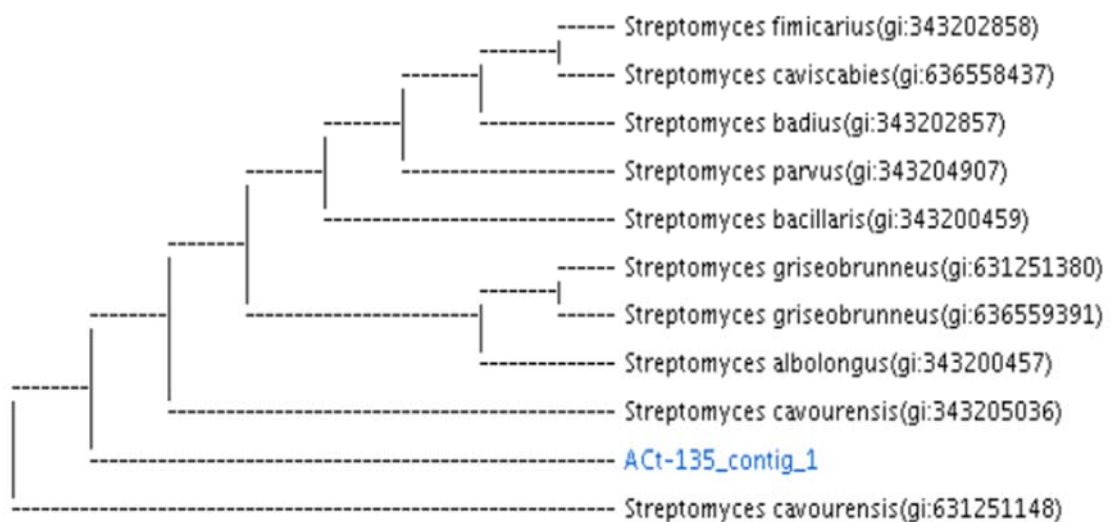 Streptomyces fimicarius(gi:343202858)
Streptomyces caviscabies(gi:636558437)
Streptomyces badius(gi:343202857)
Streptomyces parvus(gi:343204907)
Streptomyces bacillaris(gi:343200459)
Streptomyces griseobrunneus(gi:631251380)
Streptomyces griseobrunneus(gi:636559391)
Streptomyces albolongus(gi:343200457)
Streptomyces cavourensis(gi:343205036)
ACt-135_contig_1
Streptomyces cavourensis(gi:631251148)